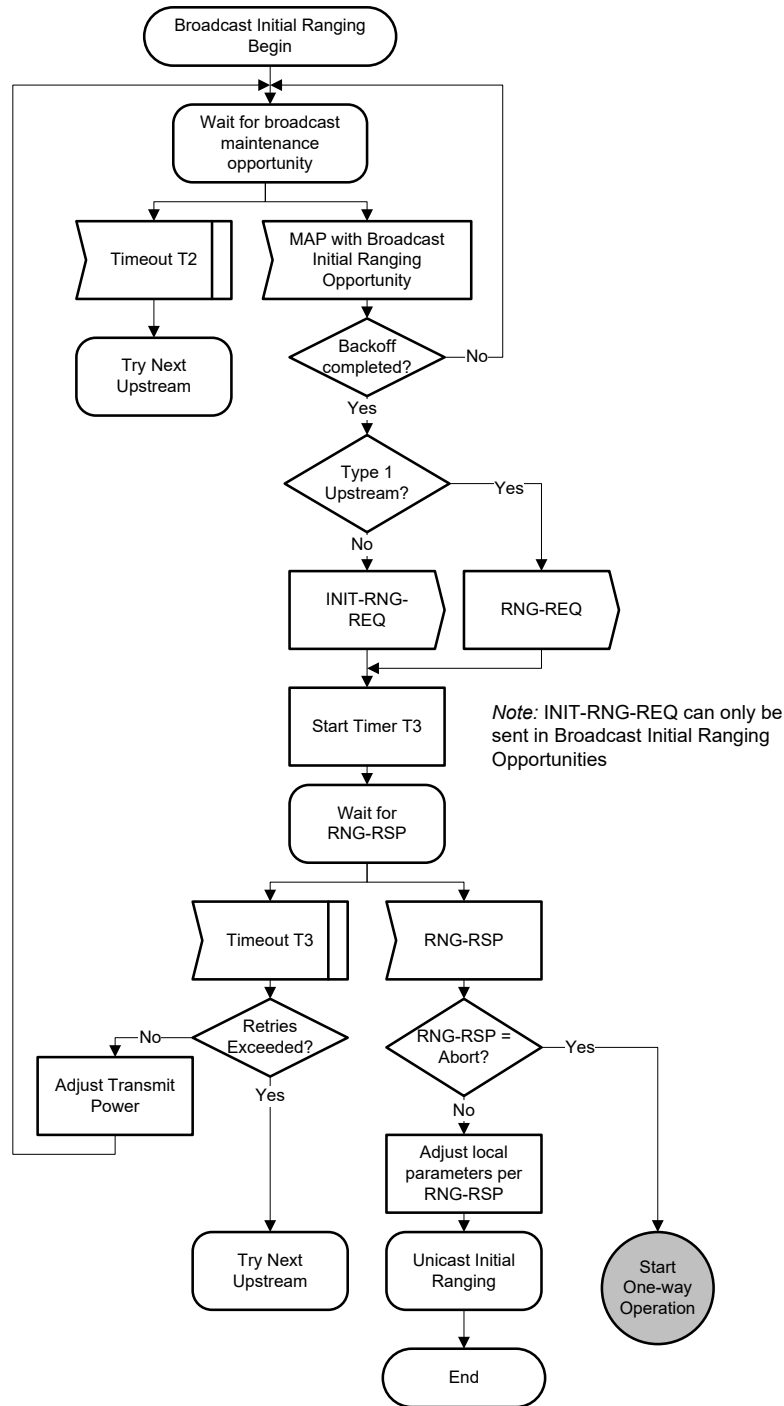 Broadcast Initial Ranging
Begin
Wait for broadcast
maintenance
opportunity
Timeout T2
MAP with Broadcast
Initial Ranging
Opportunity
Try Next
Upstream
Backoff
completed?
No
Yes
Type 1
Upstream?
Yes
No
INIT-RNG-
REQ
RNG-REQ
Start Timer T3
Note: INIT-RNG-REQ can only be
sent in Broadcast Initial Ranging
Opportunities
Wait for
RNG-RSP
Timeout T3
RNG-RSP
Retries
Exceeded?
No
Yes
RNG-RSP =
Abort?
Yes
No
Adjust Transmit
Power
Adjust local
parameters per
RNG-RSP
Try Next
Upstream
Unicast Initial
Ranging
Start
One-way
Operation
End